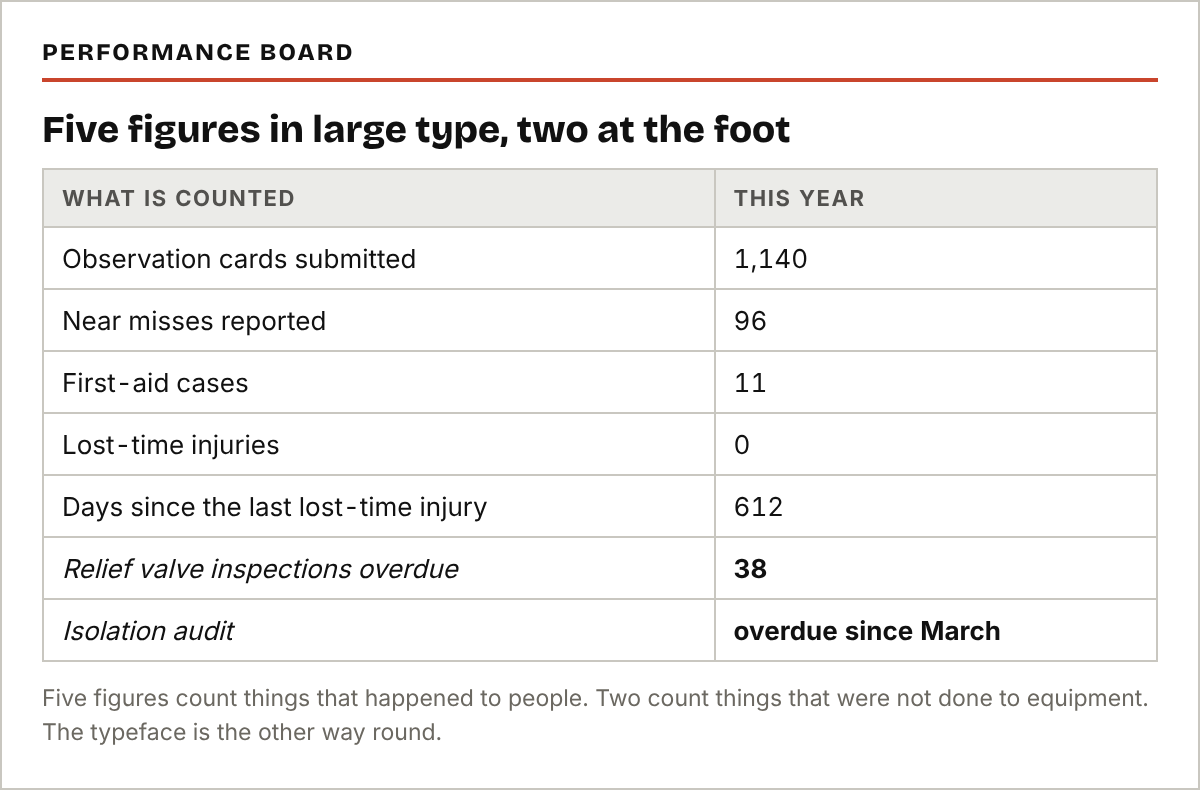 PERFORMANCE BOARD
Five figures in large type, two at the foot
WHAT IS COUNTED THIS YEAR
Observation cards submitted 1,140
Near misses reported 96
First-aid cases 11
Lost-time injuries 0
Days since the last lost-time injury 612
Relief valve inspections overdue 38
Isolation audit overdue since March
Five figures count things that happened to people. Two count things that were not done to equipment.
The typeface is the other way round.